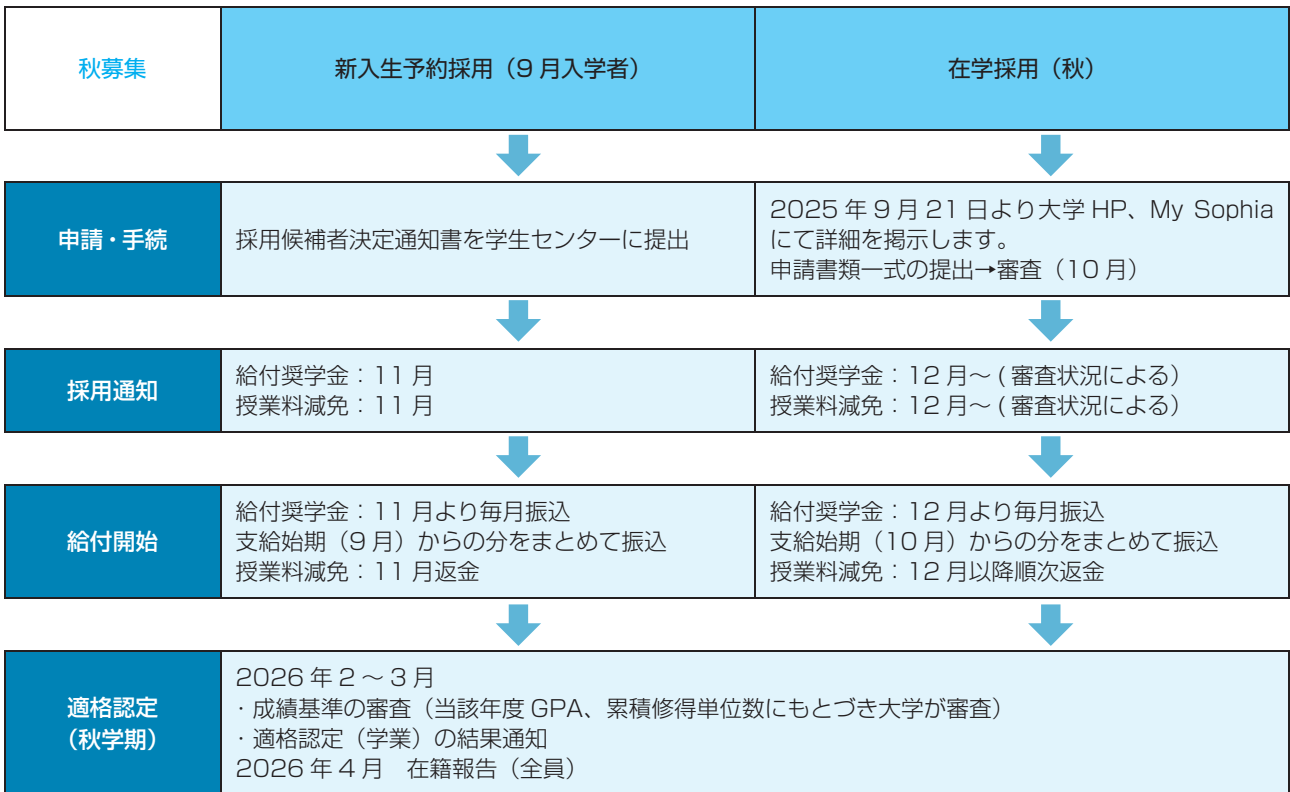 秋募集
新入生予約採用（9月入学者）
在学採用（秋）
申請・手続
採用候補者決定通知書を学生センターに提出
2025年9月21日より大学HP、My Sophia
にて詳細を掲示します。
申請書類一式の提出→審査（10月）
採用通知
給付奨学金：11月
授業料減免：11月
給付奨学金：12月～(審査状況による）
授業料減免：12月～(審査状況による）
給付開始
給付奨学金：11月より毎月振込
支給始期（9月）からの分をまとめて振込
授業料減免：11月返金
給付奨学金：12月より毎月振込
支給始期（10月）からの分をまとめて振込
授業料減免：12月以降順次返金
適格認定
（秋学期）
2026年2～3月
・成績基準の審査（当該年度GPA、累積修得単位数にもとづき大学が審査）
・適格認定（学業）の結果通知
2026年4月　在籍報告（全員）